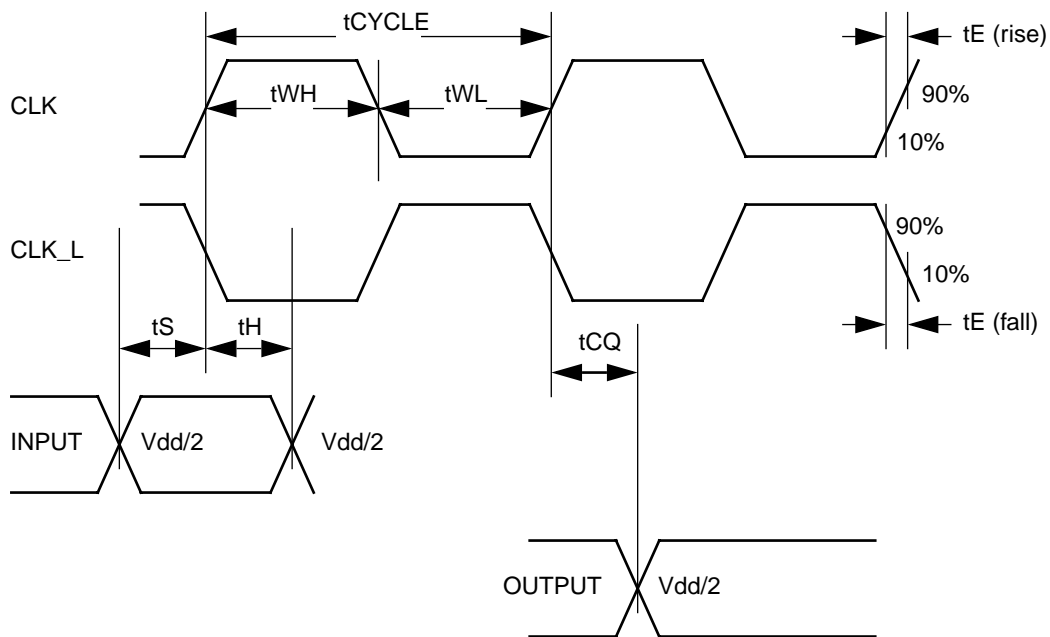 tCYCLE
tE (rise)
CLK
tWH
tWL
90%
10%
CLK_L
90%
10%
tS
tH
tCQ
tE (fall)
INPUT
Vdd/2
Vdd/2
OUTPUT
Vdd/2